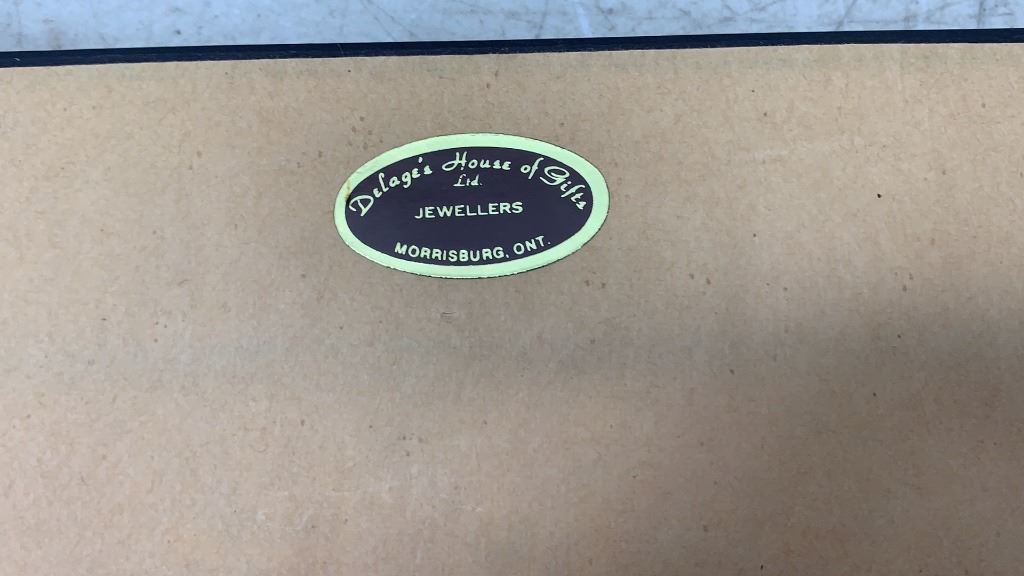 Delage's House of Gifts
Ltd.
JEWELLERS
MORRISBURG, ONT.